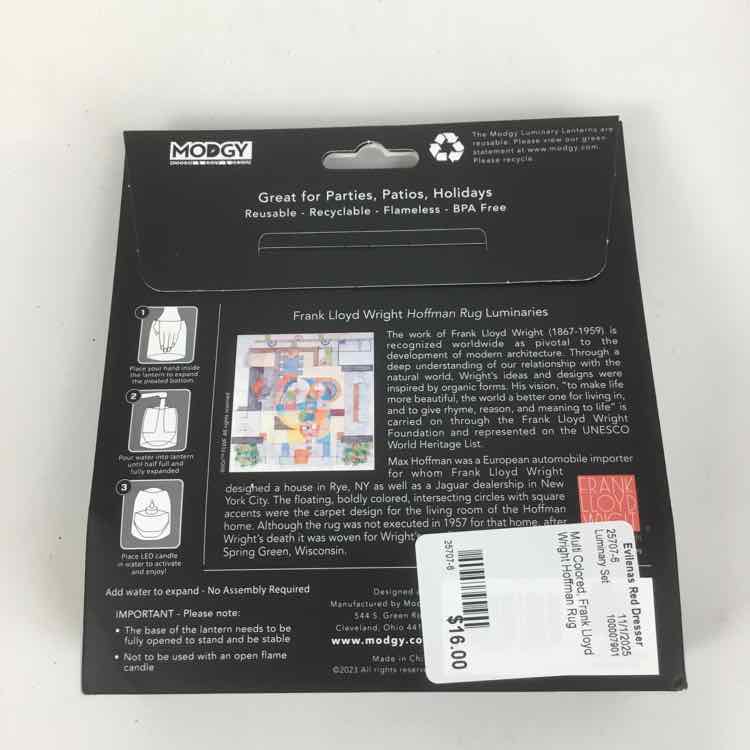 MODGY
The Modgy Luminary Lanterns are
reusable. Please view our green-
statement at www.modgy.com.
Please recycle.
Great for Parties, Patios, Holidays
Reusable - Recyclable - Flameless - BPA Free
1
Place your hand inside
the lantern to expand
the pleated bottom.
2
Pour water into lantern
until half full and
fully expanded
3
Place LED candle
in water to activate
and enjoy!
Frank Lloyd Wright Hoffman Rug Luminaries
The work of Frank Lloyd Wright (1867-1959) is
recognized worldwide as pivotal to the
development of modern architecture. Through a
deep understanding of our relationship with the
natural world, Wright's ideas and designs were
inspired by organic forms. His vision, "to make life
more beautiful, the world a better one for living in,
and to give rhyme, reason, and meaning to life" is
carried on through the Frank Lloyd Wright
Foundation and represented on the UNESCO
World Heritage List.
Max Hoffman was a European automobile importer
for whom Frank Lloyd Wright
designed a house in Rye, NY as well as a Jaguar dealership in New
York City. The floating, boldly colored, intersecting circles with square
accents were the carpet design for the living room of the Hoffman
home. Although the rug was not executed in 1957 for that home, after
Wright's death it was woven for Wright's
Spring Green, Wisconsin.
FRANK
LLOYD
WRIGHT
Add water to expand - No Assembly Required
IMPORTANT - Please note:
• The base of the lantern needs to be
fully opened to stand and be stable
• Not to be used with an open flame
candle
Designed
Manufactured by Mod
544 S. Green R
Cleveland, Ohio 441
www.modgy.co
Made in Ch
©2023 All rights reserv
Evilenas Red Dresser
11/1/2025
25707-6
100007901
Luminary Set
Multi Colored, Frank Lloyd
Wright Hoffman Rug
25707-6
$16.00